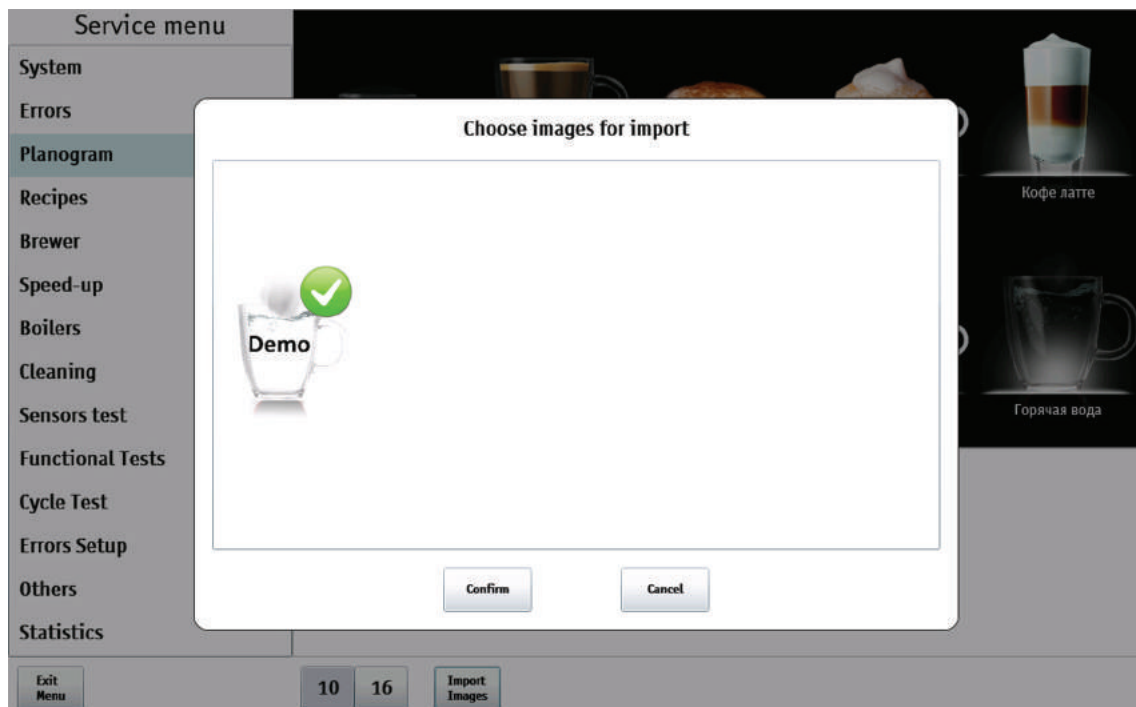 Service menu
System
Errors
Planogram
Recipes
Brewer
Speed-up
Boilers
Cleaning
Sensors test
Functional Tests
Cycle Test
Errors Setup
Others
Statistics
Choose images for import
Demo
Confirm
Cancel
Кофе латте
Горячая вода
Exit
Menu
10
16
Import
Images